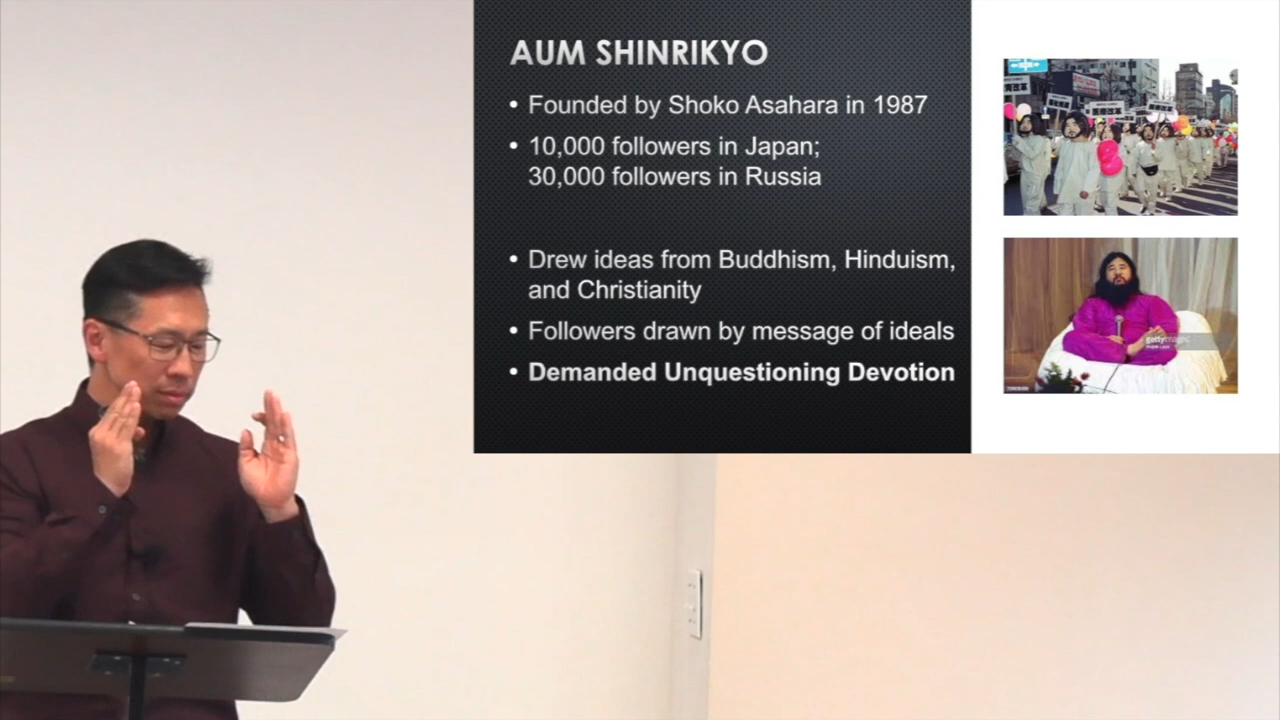 AUM SHINRIKYO
• Founded by Shoko Asahara in 1987
• 10,000 followers in Japan;
30,000 followers in Russia
• Drew ideas from Buddhism, Hinduism,
and Christianity
• Followers drawn by message of ideals
• Demanded Unquestioning Devotion
gettyimages